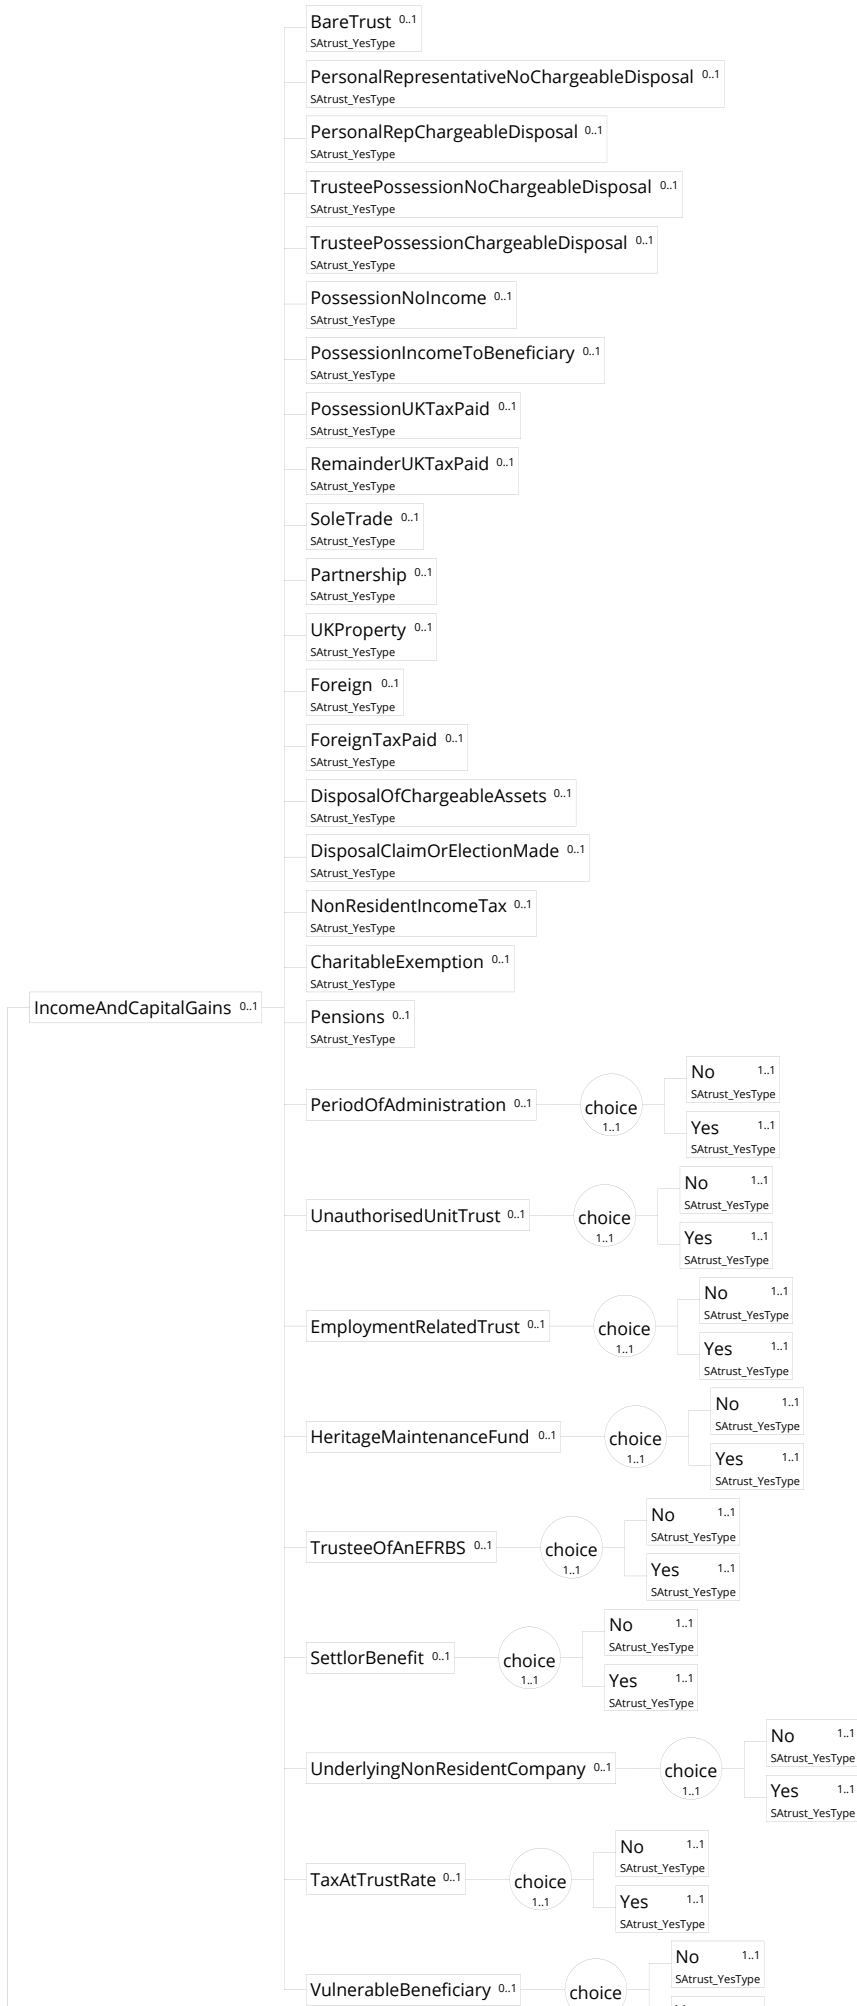 BareTrust 0..1
SAtrust_YesType
PersonalRepresentativeNoChargeableDisposal 0..1
SAtrust_YesType
PersonalRepChargeableDisposal 0..1
SAtrust_YesType
TrusteePossessionNoChargeableDisposal 0..1
SAtrust_YesType
TrusteePossessionChargeableDisposal 0..1
SAtrust_YesType
PossessionNoIncome 0..1
SAtrust_YesType
PossessionIncomeToBeneficiary 0..1
SAtrust_YesType
PossessionUKTaxPaid 0..1
SAtrust_YesType
RemainderUKTaxPaid 0..1
SAtrust_YesType
SoleTrade 0..1
SAtrust_YesType
Partnership 0..1
SAtrust_YesType
UKProperty 0..1
SAtrust_YesType
Foreign 0..1
SAtrust_YesType
ForeignTaxPaid 0..1
SAtrust_YesType
DisposalOfChargeableAssets 0..1
SAtrust_YesType
DisposalClaimOrElectionMade 0..1
SAtrust_YesType
NonResidentIncomeTax 0..1
SAtrust_YesType
CharitableExemption 0..1
SAtrust_YesType
IncomeAndCapitalGains 0..1
Pensions 0..1
SAtrust_YesType
PeriodOfAdministration 0..1
choice
1..1
No 1..1
SAtrust_YesType
Yes 1..1
SAtrust_YesType
UnauthorisedUnitTrust 0..1
choice
1..1
No 1..1
SAtrust_YesType
Yes 1..1
SAtrust_YesType
EmploymentRelatedTrust 0..1
choice
1..1
No 1..1
SAtrust_YesType
Yes 1..1
SAtrust_YesType
HeritageMaintenanceFund 0..1
choice
1..1
No 1..1
SAtrust_YesType
Yes 1..1
SAtrust_YesType
TrusteeOfAnEFRBS 0..1
choice
1..1
No 1..1
SAtrust_YesType
Yes 1..1
SAtrust_YesType
SettlorBenefit 0..1
choice
1..1
No 1..1
SAtrust_YesType
Yes 1..1
SAtrust_YesType
UnderlyingNonResidentCompany 0..1
choice
1..1
No 1..1
SAtrust_YesType
Yes 1..1
SAtrust_YesType
TaxAtTrustRate 0..1
choice
1..1
No 1..1
SAtrust_YesType
Yes 1..1
SAtrust_YesType
VulnerableBeneficiary 0..1
choice
No 1..1
SAtrust_YesType